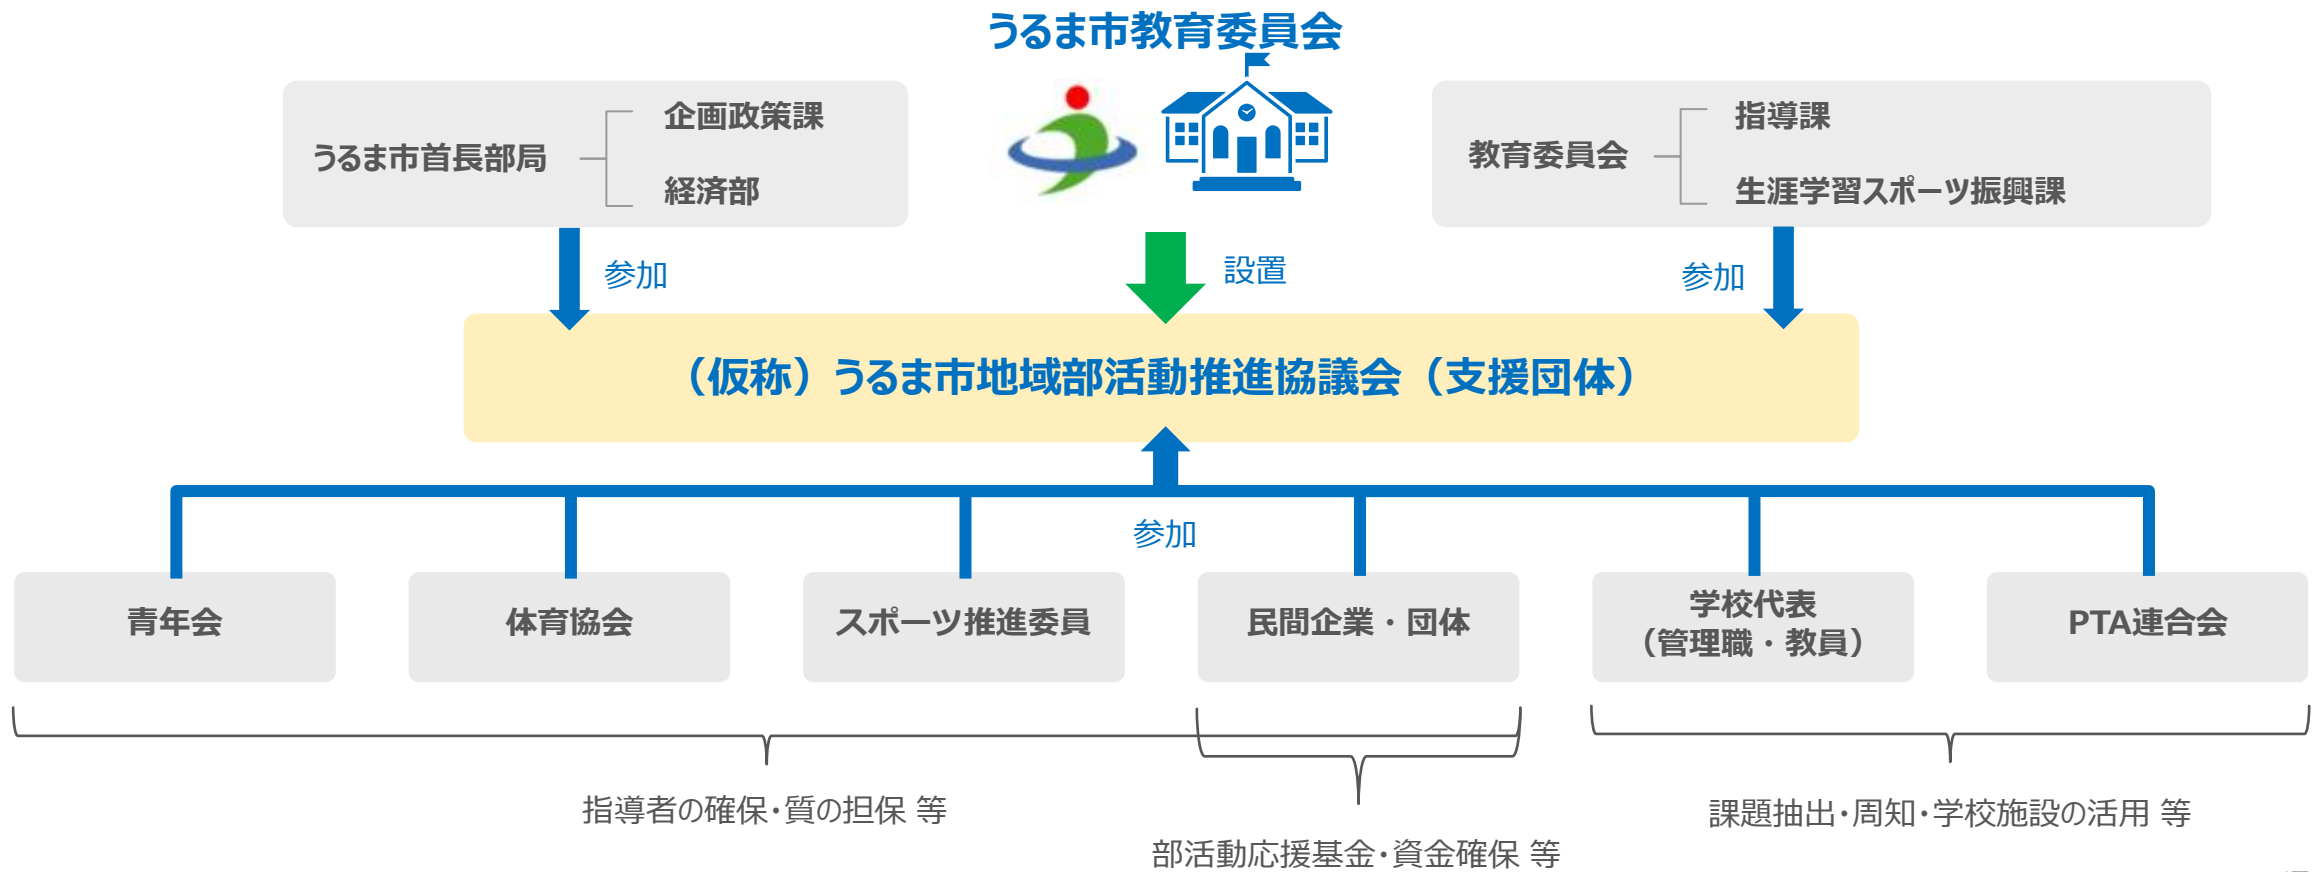 うるま市教育委員会
うるま市首長部局
企画政策課
経済部
教育委員会
指導課
生涯学習スポーツ振興課
参加
設置
参加
（仮称）うるま市地域部活動推進協議会（支援団体）
参加
青年会
体育協会
スポーツ推進委員
民間企業・団体
学校代表
（管理職・教員）
PTA連合会
指導者の確保・質の担保 等
部活動応援基金・資金確保 等
課題抽出・周知・学校施設の活用 等